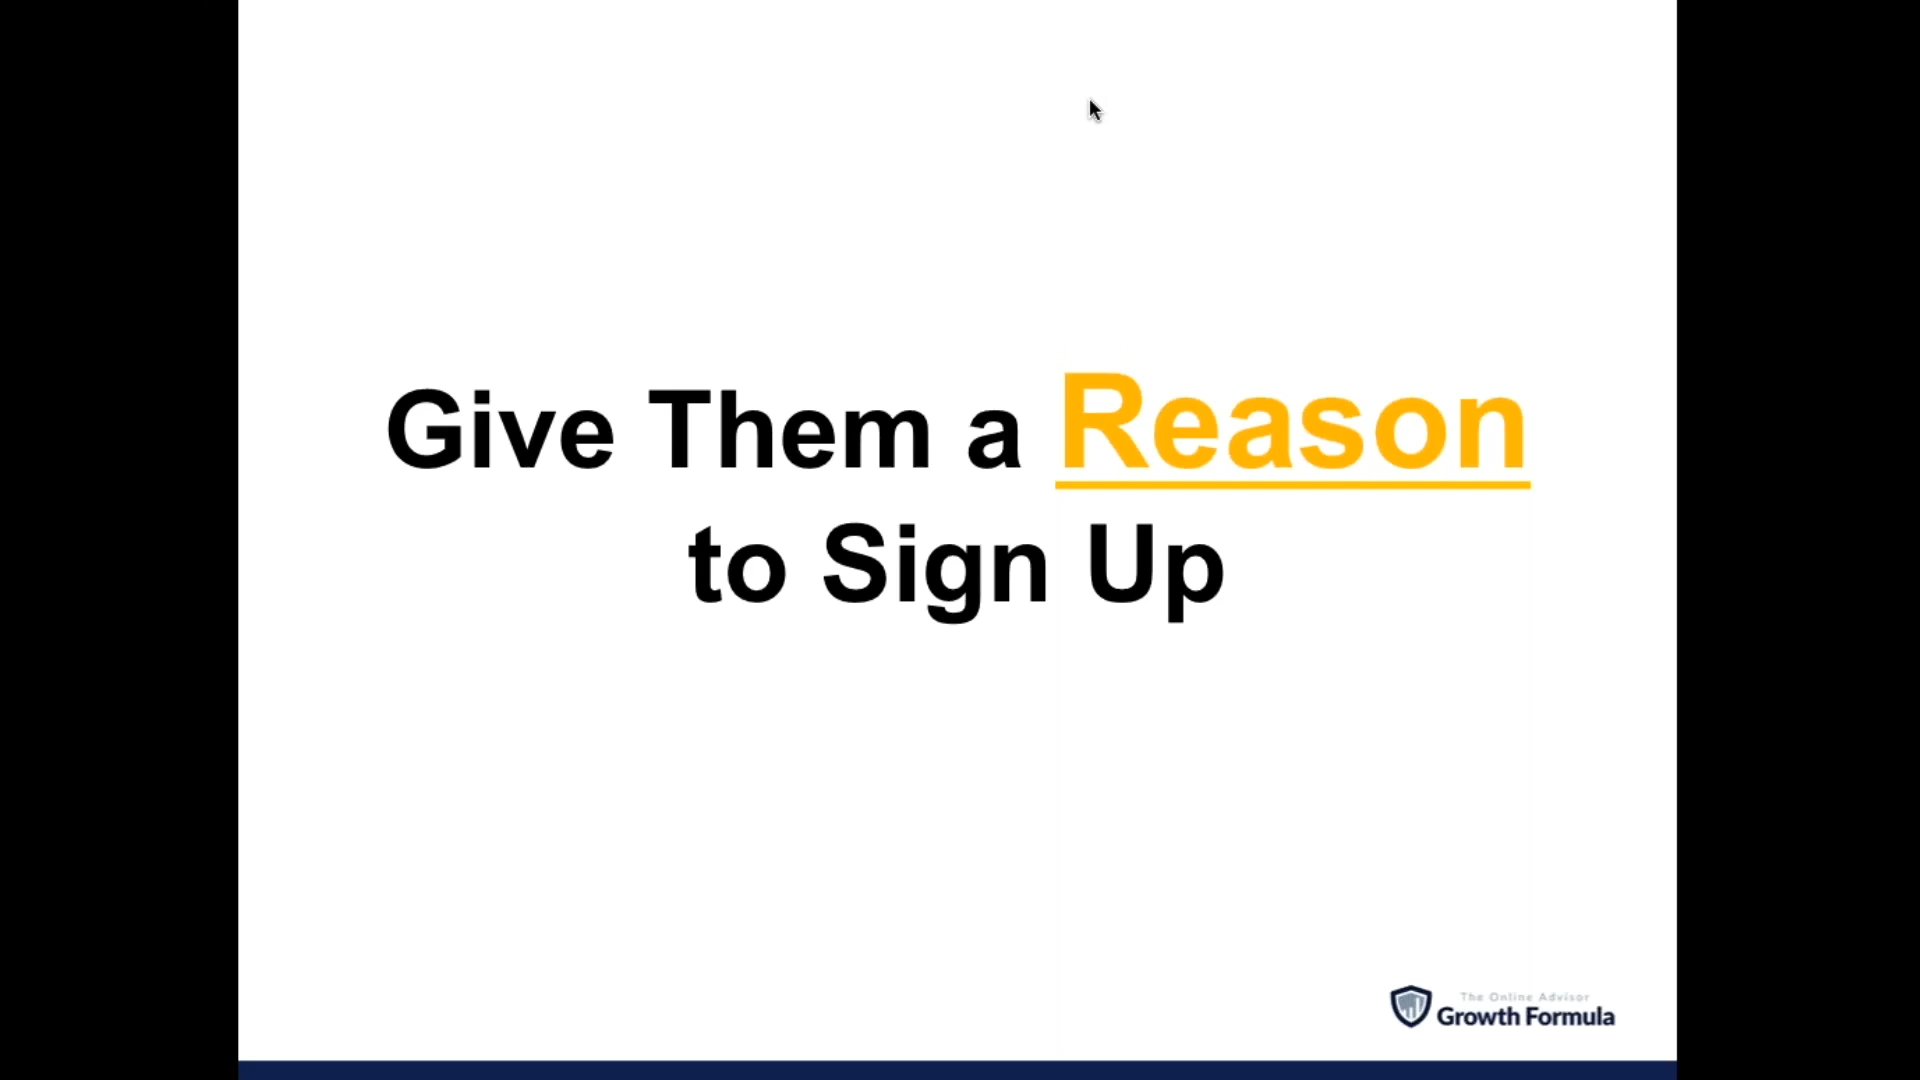 Give Them a Reason
to Sign Up
The Online Advisor
Growth Formula